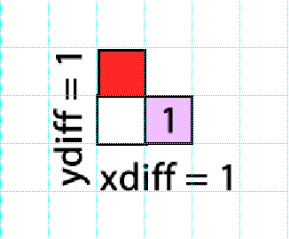 ydiff = 1
1
xdiff = 1